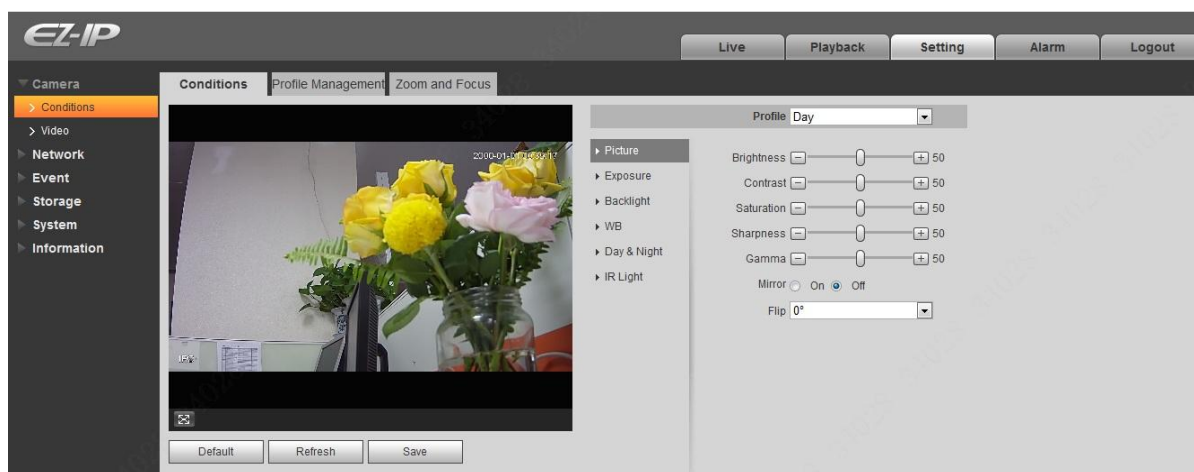 EZ-IP
Live Playback Setting Alarm Logout
Camera
Conditions
Video
Network
Event
Storage
System
Information
Conditions Profile Management Zoom and Focus
Profile Day
Picture
Exposure
Backlight
WB
Day & Night
IR Light
Brightness 50
Contrast 50
Saturation 50
Sharpness 50
Gamma 50
Mirror On Off
Flip 0°
Default Refresh Save